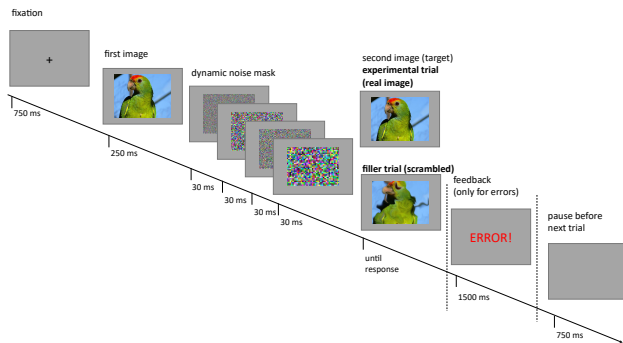 fixation
+
first image
dynamic noise mask
second image (target)
experimental trial
(real image)
filler trial (scrambled)
feedback
(only for errors)
pause before
next trial
ERROR!
750 ms
250 ms
30 ms
30 ms
30 ms
30 ms
until
response
1500 ms
750 ms